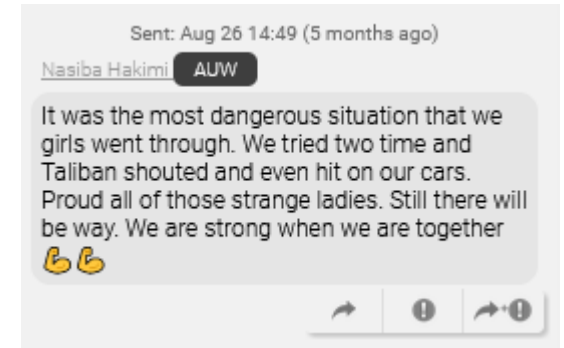 Sent: Aug 26 14:49 (5 months ago)
Nasiba Hakimi AUW
It was the most dangerous situation that we
girls went through. We tried two time and
Taliban shouted and even hit on our cars.
Proud all of those strange ladies. Still there will
be way. We are strong when we are together
💪💪